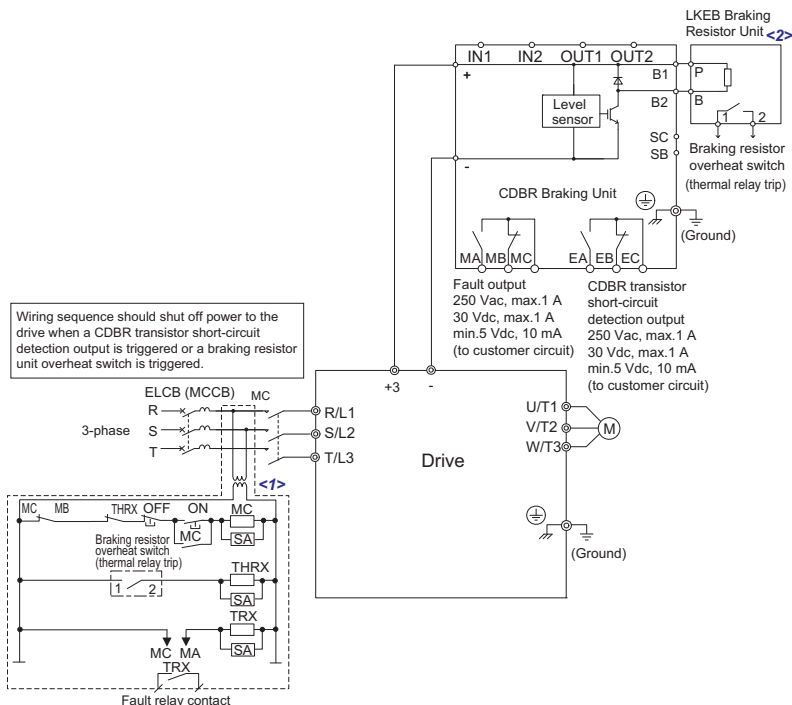 LKEB Braking
Resistor Unit <2>
IN1 IN2 OUT1 OUT2
+
B1
P
Level
sensor
B2
B
1 2
SC
SB
Braking resistor
overheat switch
(thermal relay trip)
-
CDBR Braking Unit
(Ground)
MA MB MC
EA EB EC
Fault output
250 Vac, max.1 A
30 Vdc, max.1 A
min.5 Vdc, 10 mA
(to customer circuit)
CDBR transistor
short-circuit
detection output
250 Vac, max.1 A
30 Vdc, max.1 A
min.5 Vdc, 10 mA
(to customer circuit)
Wiring sequence should shut off power to the
drive when a CDBR transistor short-circuit
detection output is triggered or a braking resistor
unit overheat switch is triggered.
+3 -
ELCB (MCCB) MC
R
R/L1
3-phase
S
S/L2
T
T/L3
U/T1
V/T2
W/T3
M
Drive
<1>
(Ground)
MC MB THRX OFF ON MC
MC
SA
Braking resistor
overheat switch
(thermal relay trip)
1 2
THRX
SA
TRX
SA
MC MA
TRX
Fault relay contact